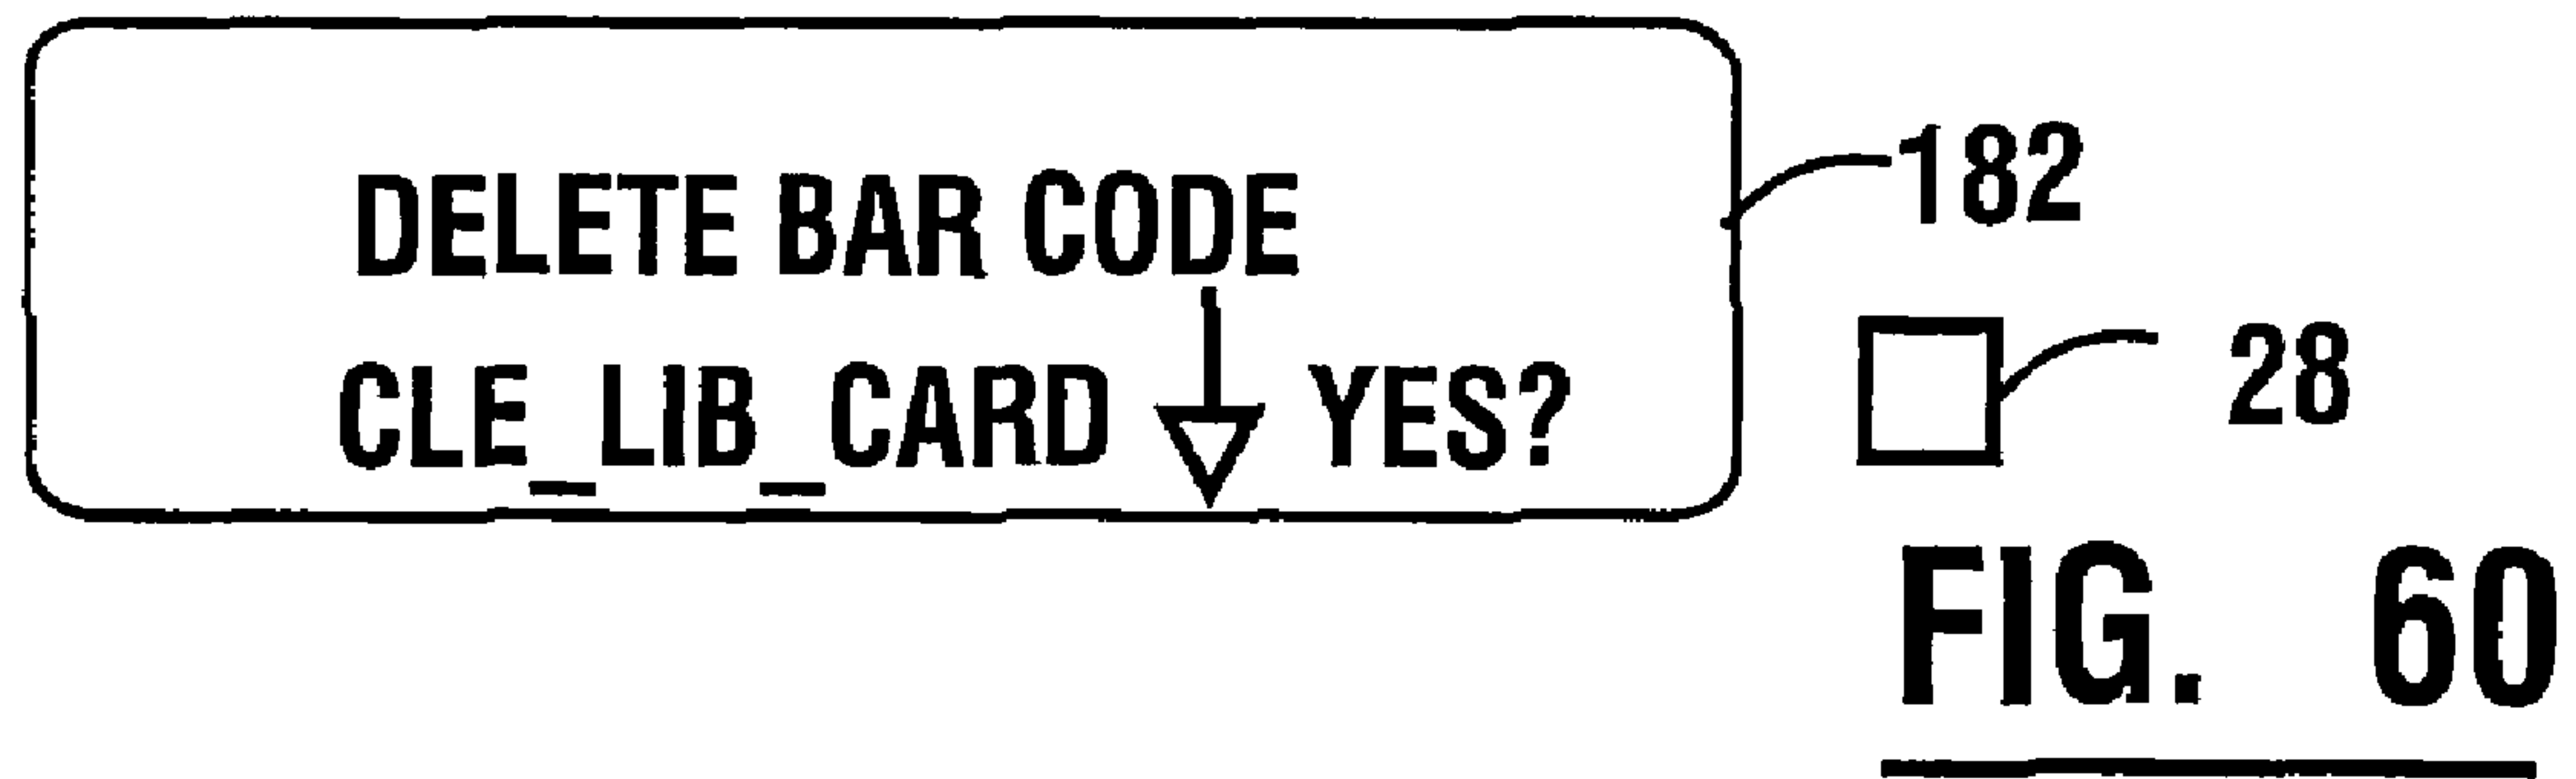 DELETE BAR CODE
182
CLE_LIB_CARD YES?
28
FIG. 60